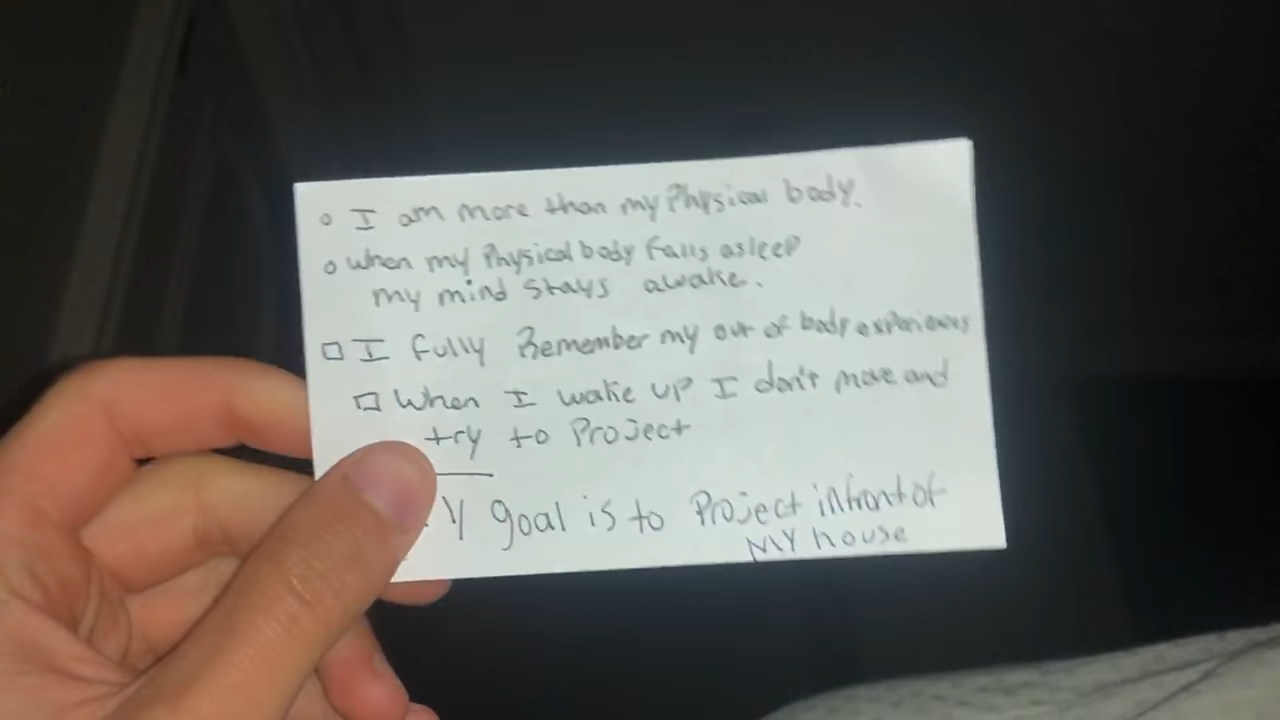 I am more than my Physical body.
when my Physical body falls asleep
my mind stays awake.
I fully Remember my out of body experiences
When I wake up I don't move and
try to Project
y goal is to Project infront of
MY house